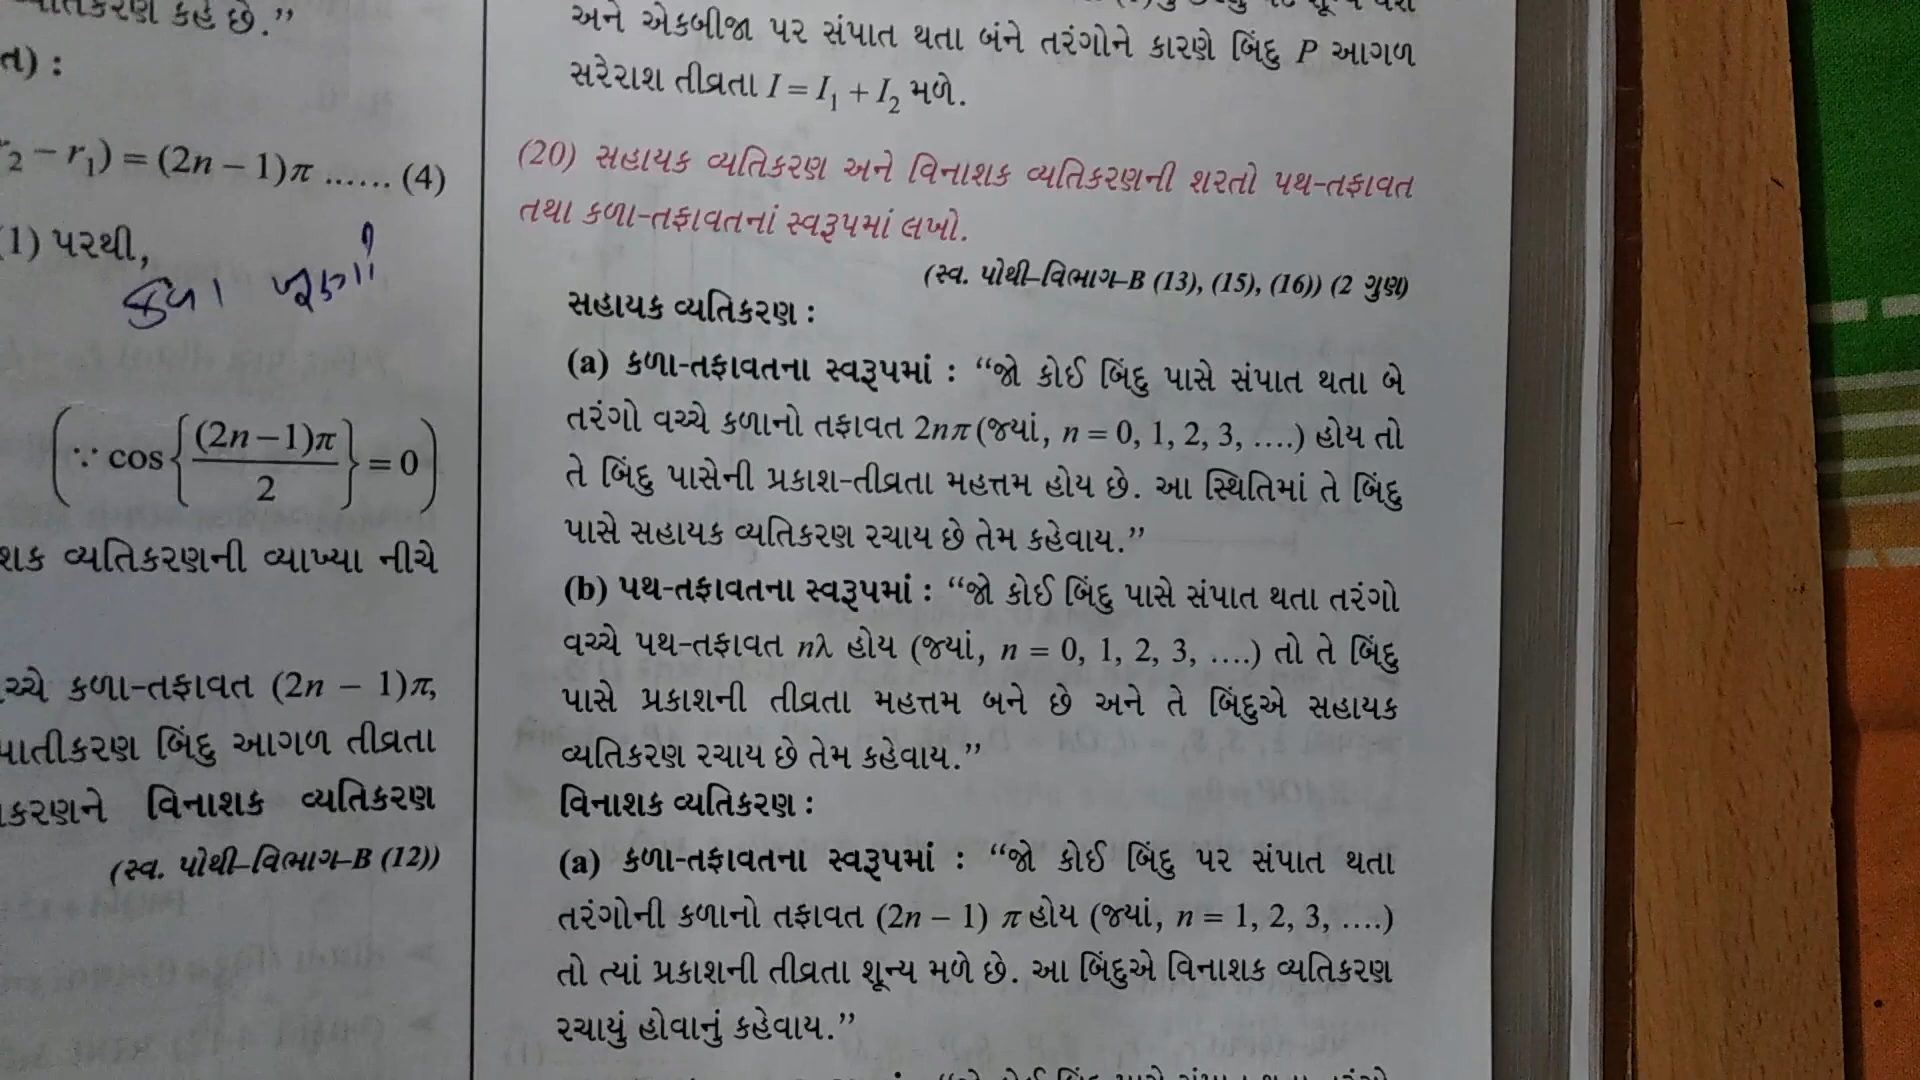 કહે છે.”
ત) :
r₂ – r₁) = (2n – 1)π ...... (4)
(1) પરથી,
(∵ cos{(2n–1)π/2} = 0)
શક વ્યતિકરણની વ્યાખ્યા નીચે
ચ્ચે કળા-તફાવત (2n – 1)π,
પાતીકરણ બિંદુ આગળ તીવ્રતા
કરણને વિનાશક વ્યતિકરણ
(સ્વ. પોથી–વિભાગ–B (12))
અને એકબીજા પર સંપાત થતા બંને તરંગોને કારણે બિંદુ P આગળ
સરેરાશ તીવ્રતા I = I₁ + I₂ મળે.
(20) સહાયક વ્યતિકરણ અને વિનાશક વ્યતિકરણની શરતો પથ-તફાવત
તથા કળા-તફાવતનાં સ્વરૂપમાં લખો.
(સ્વ. પોથી–વિભાગ–B (13), (15), (16)) (2 ગુણ)
સહાયક વ્યતિકરણ :
(a) કળા-તફાવતના સ્વરૂપમાં : “જો કોઈ બિંદુ પાસે સંપાત થતા બે
તરંગો વચ્ચે કળાનો તફાવત 2nπ (જ્યાં, n = 0, 1, 2, 3, ....) હોય તો
તે બિંદુ પાસેની પ્રકાશ-તીવ્રતા મહત્તમ હોય છે. આ સ્થિતિમાં તે બિંદુ
પાસે સહાયક વ્યતિકરણ રચાય છે તેમ કહેવાય.”
(b) પથ-તફાવતના સ્વરૂપમાં : “જો કોઈ બિંદુ પાસે સંપાત થતા તરંગો
વચ્ચે પથ-તફાવત nλ હોય (જ્યાં, n = 0, 1, 2, 3, ....) તો તે બિંદુ
પાસે પ્રકાશની તીવ્રતા મહત્તમ બને છે અને તે બિંદુએ સહાયક
વ્યતિકરણ રચાય છે તેમ કહેવાય.”
વિનાશક વ્યતિકરણ :
(a) કળા-તફાવતના સ્વરૂપમાં : “જો કોઈ બિંદુ પર સંપાત થતા
તરંગોની કળાનો તફાવત (2n – 1) π હોય (જ્યાં, n = 1, 2, 3, ....)
તો ત્યાં પ્રકાશની તીવ્રતા શૂન્ય મળે છે. આ બિંદુએ વિનાશક વ્યતિકરણ
રચાયું હોવાનું કહેવાય.”